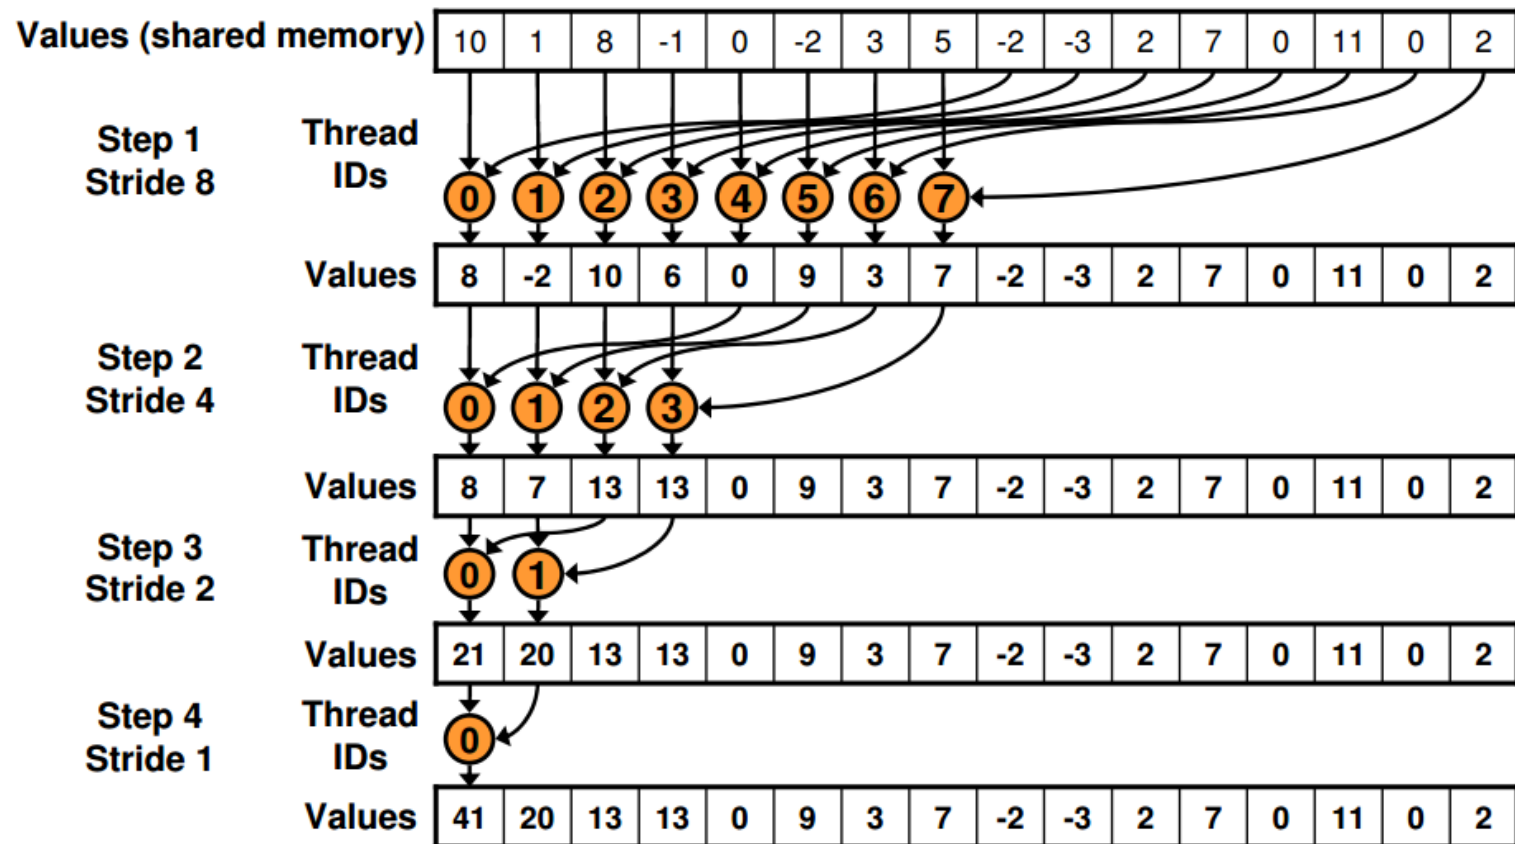 Values (shared memory) 10 1 8 -1 0 -2 3 5 -2 -3 2 7 0 11 0 2
Step 1 Thread
Stride 8 IDs
0 1 2 3 4 5 6 7
Values 8 -2 10 6 0 9 3 7 -2 -3 2 7 0 11 0 2
Step 2 Thread
Stride 4 IDs
0 1 2 3
Values 8 7 13 13 0 9 3 7 -2 -3 2 7 0 11 0 2
Step 3 Thread
Stride 2 IDs
0 1
Values 21 20 13 13 0 9 3 7 -2 -3 2 7 0 11 0 2
Step 4 Thread
Stride 1 IDs
0
Values 41 20 13 13 0 9 3 7 -2 -3 2 7 0 11 0 2